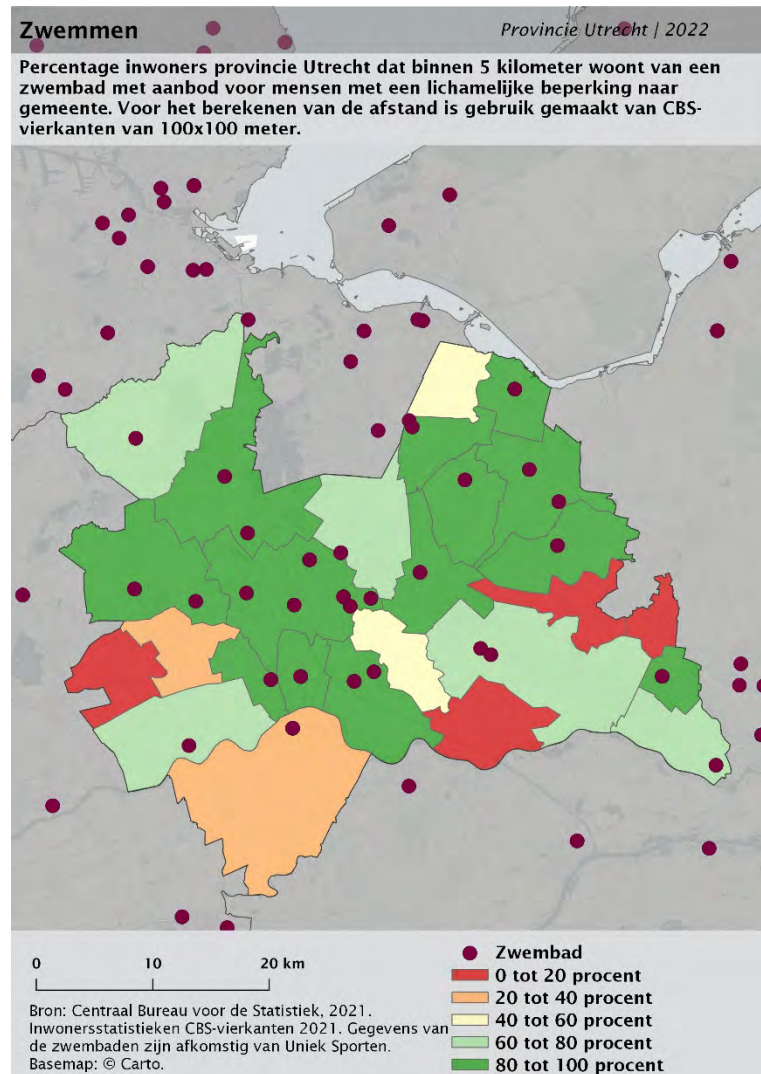 Zwemmen
Provincie Utrecht | 2022
Percentage inwoners provincie Utrecht dat binnen 5 kilometer woont van een
zwembad met aanbod voor mensen met een lichamelijke beperking naar
gemeente. Voor het berekenen van de afstand is gebruik gemaakt van CBS-
vierkanten van 100x100 meter.
0 10 20 km
Bron: Centraal Bureau voor de Statistiek, 2021.
Inwonersstatistieken CBS-vierkanten 2021. Gegevens van
de zwembaden zijn afkomstig van Uniek Sporten.
Basemap: © Carto.
Zwembad
0 tot 20 procent
20 tot 40 procent
40 tot 60 procent
60 tot 80 procent
80 tot 100 procent